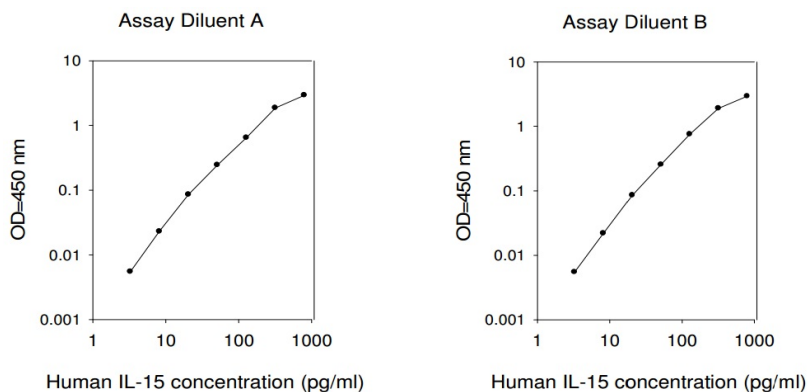 Assay Diluent A
10
1
0.1
0.01
0.001
OD=450 nm
1 10 100 1000
Human IL-15 concentration (pg/ml)
Assay Diluent B
10
1
0.1
0.01
0.001
OD=450 nm
1 10 100 1000
Human IL-15 concentration (pg/ml)